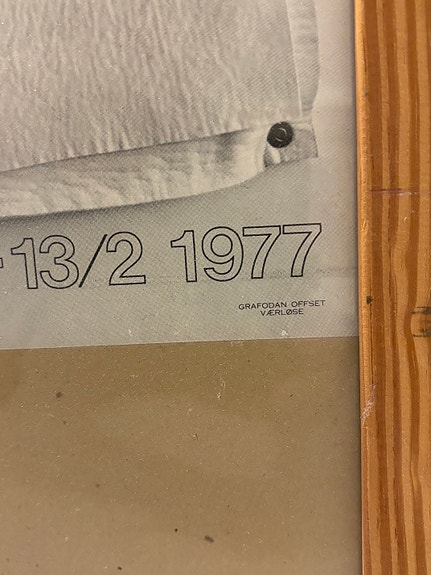 -13/2 1977
GRAFODAN OFFSET
VÆRLØSE